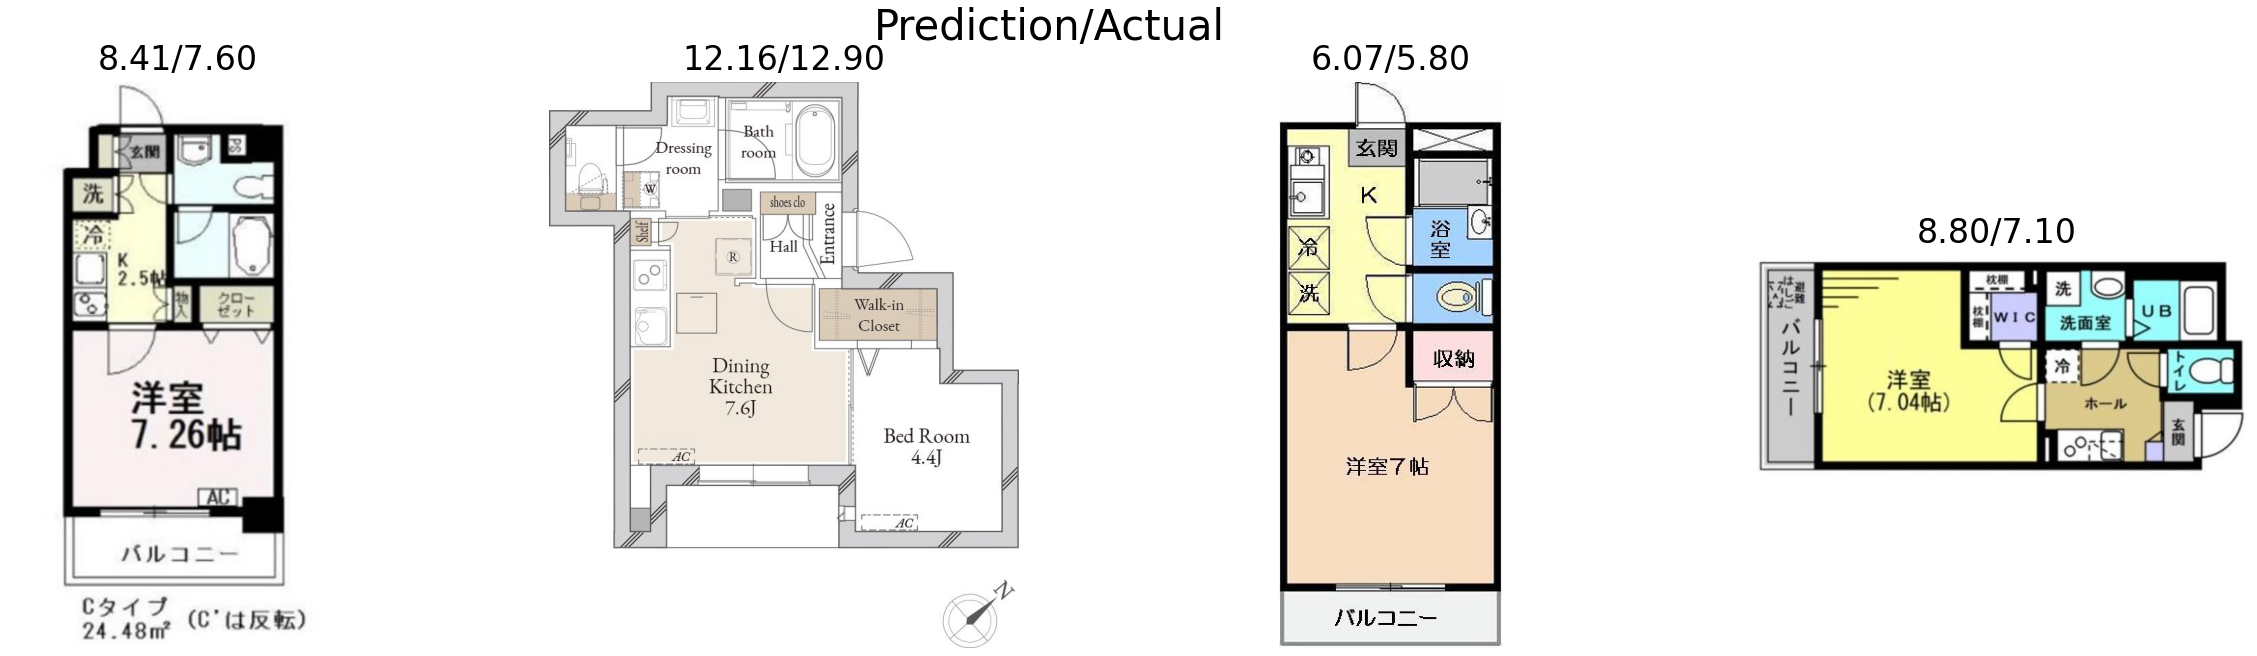 Prediction/Actual
8.41/7.60
玄関
PS
洗
冷
K
2.5帖
物入
クロー
ゼット
洋室
7.26帖
AC
バルコニー
Cタイプ
24.48㎡
(C'は反転)
12.16/12.90
Bath
room
Dressing
room
W
shoes clo
Shelf
Hall
Entrance
R
Walk-in
Closet
Dining
Kitchen
7.6J
Bed Room
4.4J
AC
AC
N
6.07/5.80
玄関
K
浴室
冷
洗
収納
洋室7帖
バルコニー
8.80/7.10
避難
はしご
バルコニー
枕棚
枕棚
WIC
洗
洗面室
UB
洋室
(7.04帖)
冷
トイレ
ホール
玄関